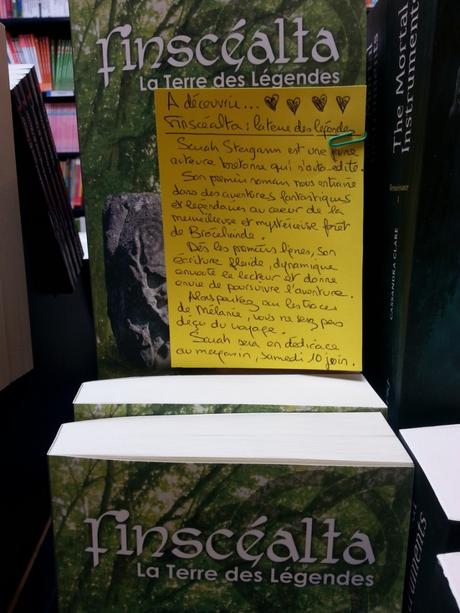 Finscéalta
La Terre des Légendes
A découvrir...
Finscéalta : la terre des légendes
Sarah Stergann est une jeune
auteure bretonne qui s'auto-édite.
Son premier roman nous entraîne
dans des aventures fantastiques
et légendaires au coeur de la
merveilleuse et mystérieuse forêt
de Brocéliande.
Dès les premières lignes, son
écriture fluide, dynamique
envoute le lecteur et donne
envie de poursuivre l'aventure.
Alors partez sur les traces
de Mélanie, vous ne serez pas
déçu du voyage.
Sarah sera en dédicace
au magasin, samedi 10 juin.
The Mortal
Instruments
Renaissance
CASSANDRA CLARE
Finscéalta
La Terre des Légendes